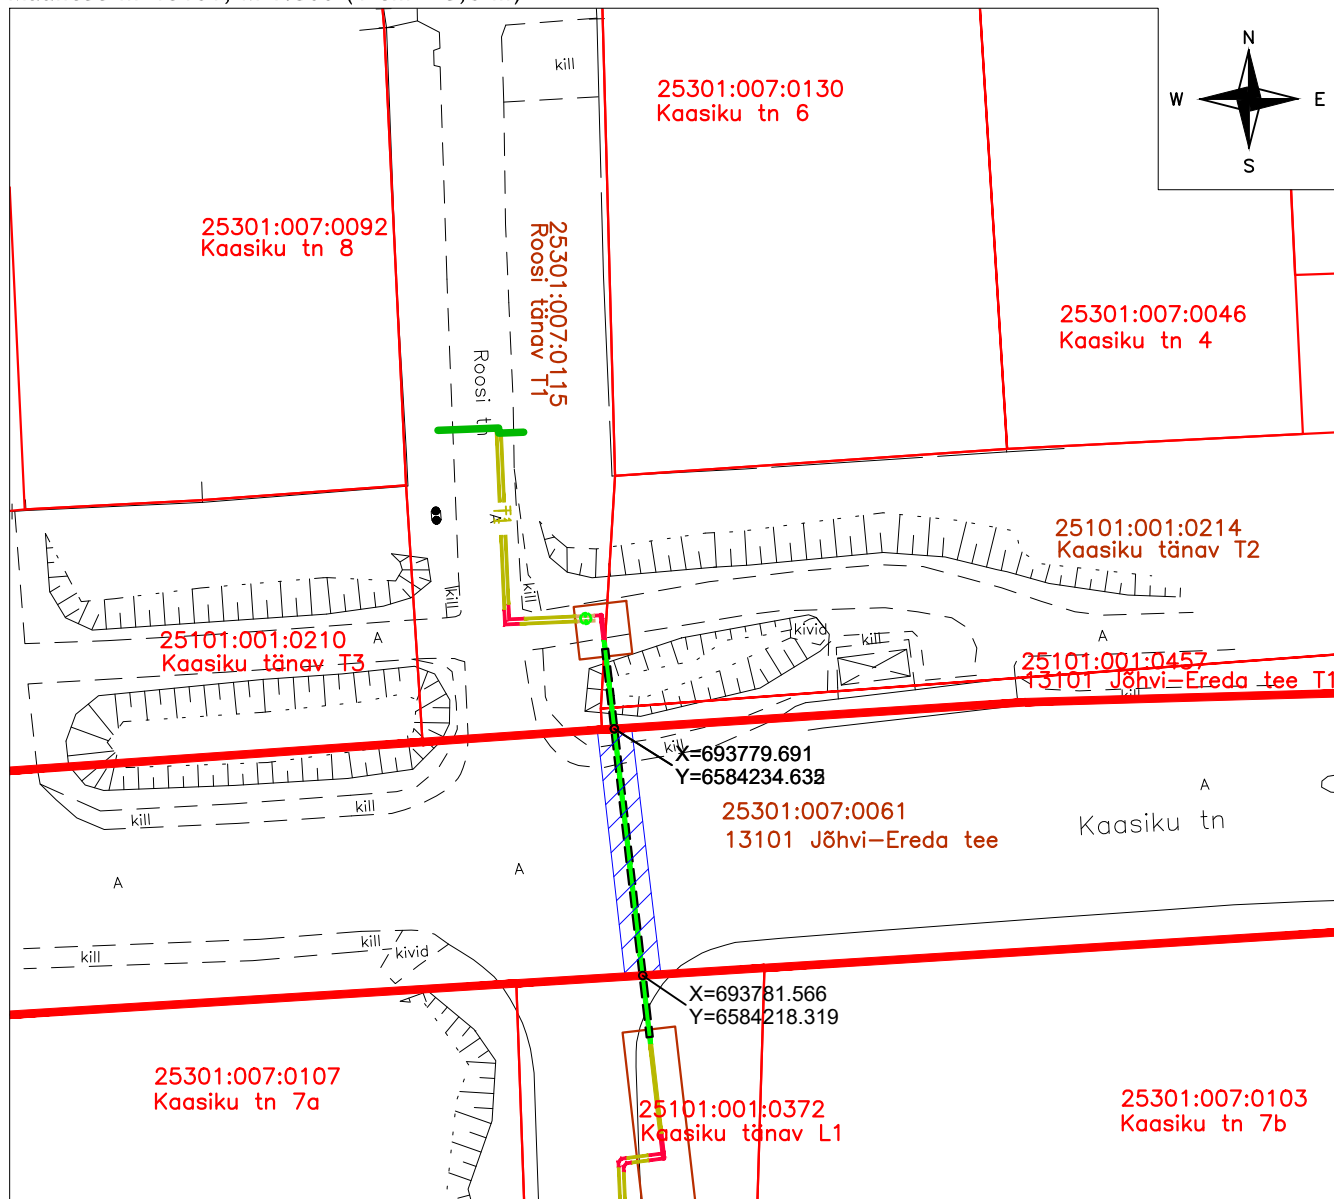 N
W
E
S
kill
25301:007:0130
Kaasiku tn 6
25301:007:0092
Kaasiku tn 8
25301:007:0115
Roosi tänav T1
25301:007:0046
Kaasiku tn 4
Roosi tn
A
25101:001:0214
Kaasiku tänav T2
kill
kill
25101:001:0210
Kaasiku tänav T3
A
kivid
kill
A
25101:001:0457
13101 Jõhvi-Ereda tee T1
kill
kill
X=693779.691
Y=6584234.632
25301:007:0061
13101 Jõhvi-Ereda tee
A
Kaasiku tn
kill
kill
A
A
kill
kill
kivid
X=693781.566
Y=6584218.319
25301:007:0107
Kaasiku tn 7a
25101:001:0372
Kaasiku tänav L1
25301:007:0103
Kaasiku tn 7b